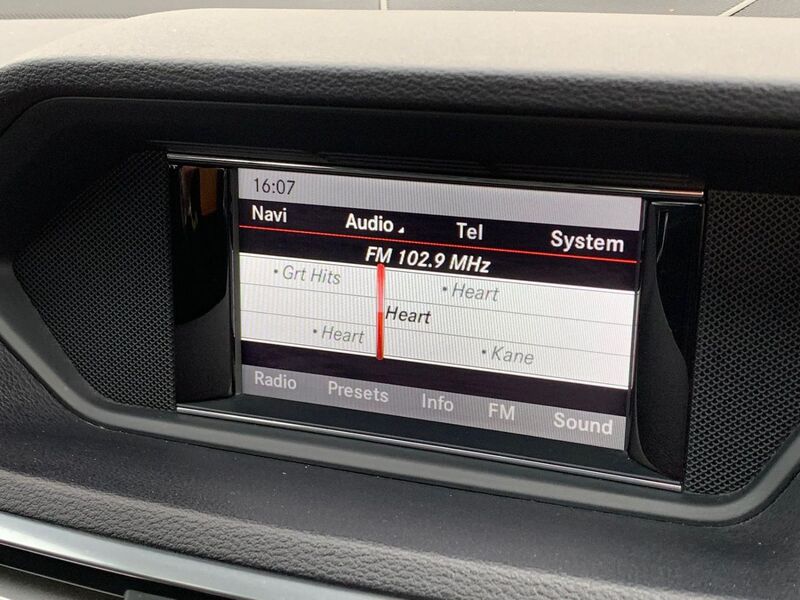 16:07
Navi Audio Tel System
FM 102.9 MHz
• Grt Hits • Heart
Heart
• Heart • Kane
Radio Presets Info FM Sound